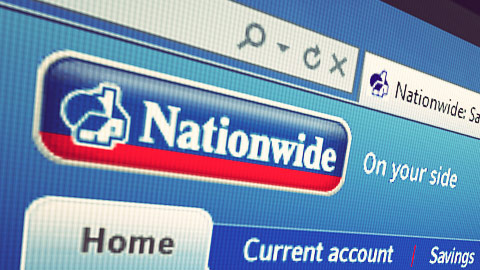 Nationwide: Sa
Nationwide
On your side
Home
Current account
Savings